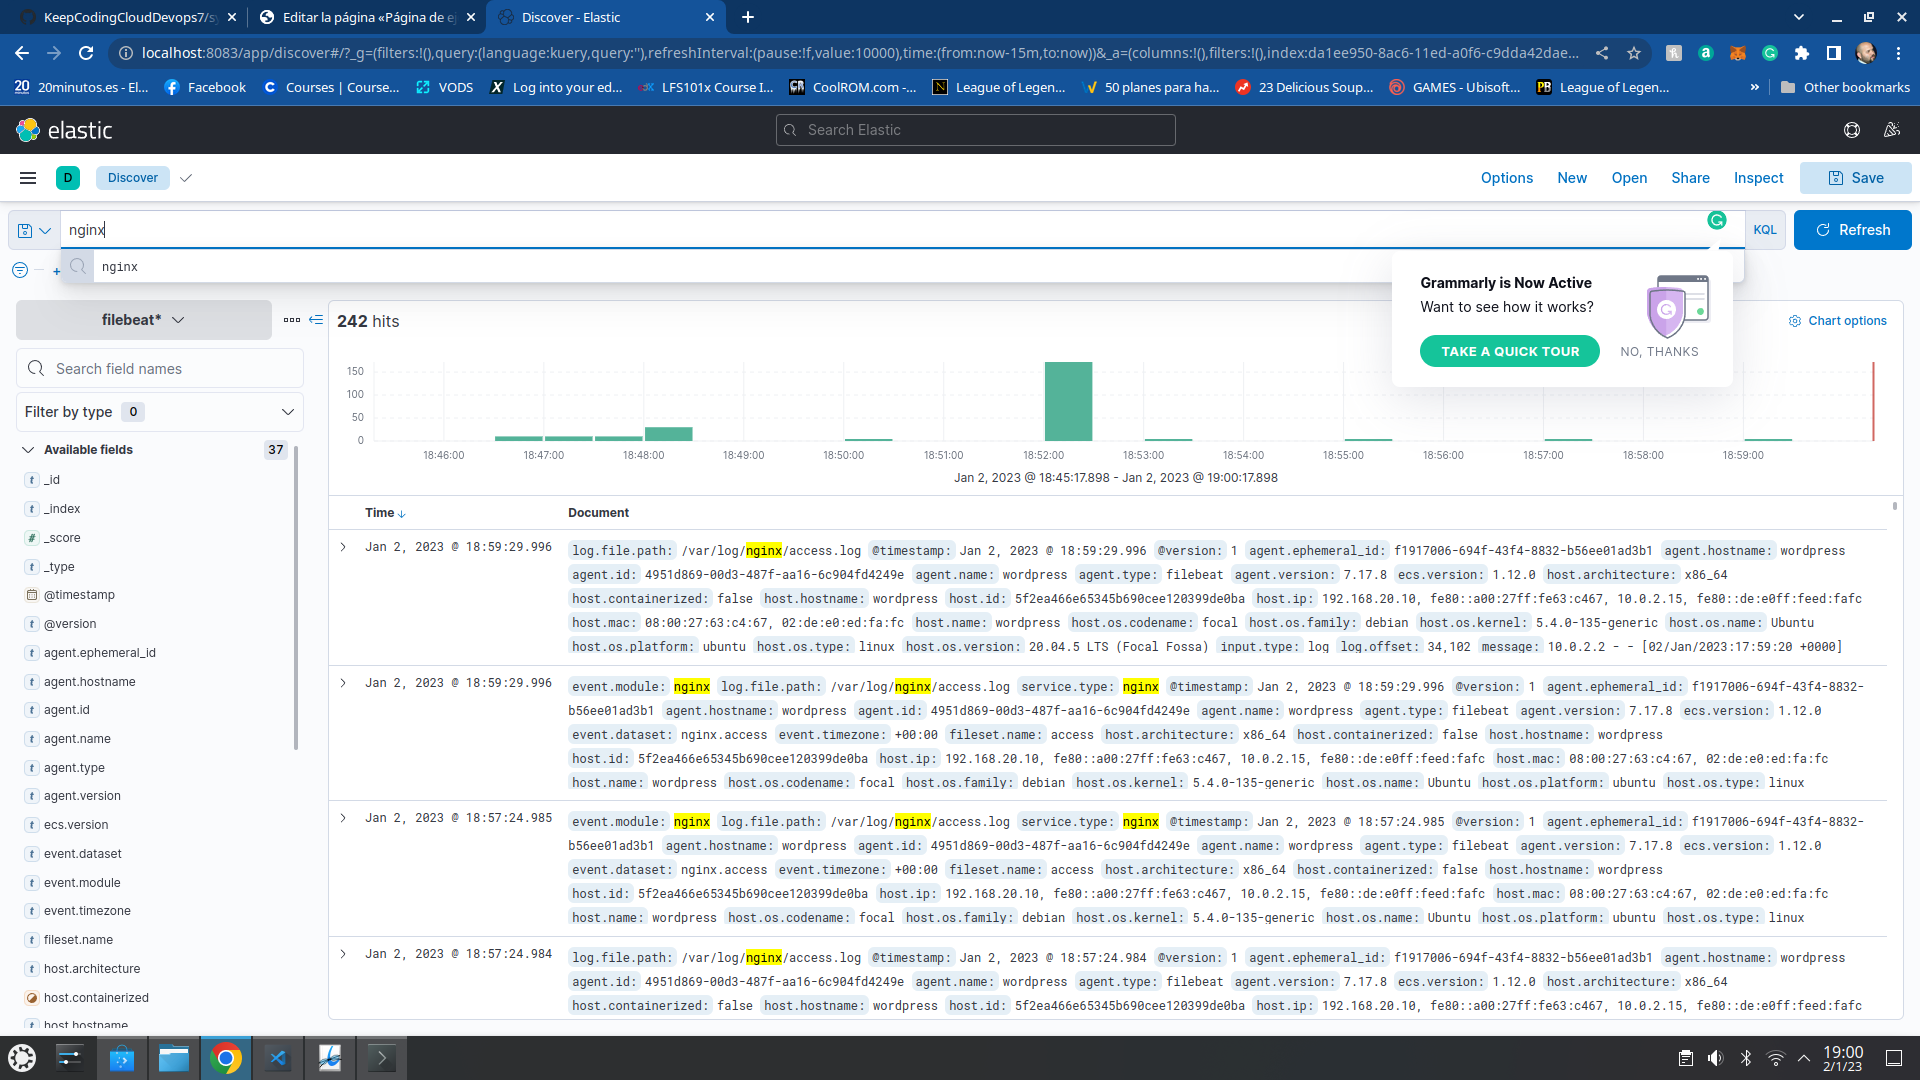 KeepCodingCloudDevops7/sy
Editar la página «Página de ej
Discover - Elastic
localhost:8083/app/discover#/?_g=(filters:!(),query:(language:kuery,query:''),refreshInterval:(pause:!f,value:10000),time:(from:now-15m,to:now))&_a=(columns:!(),filters:!(),index:da1ee950-8ac6-11ed-a0f6-c9dda42dae...
20minutos.es - El...
Facebook
Courses | Course...
VODS
Log into your ed...
LFS101x Course I...
CoolROM.com -...
League of Legen...
50 planes para ha...
23 Delicious Soup...
GAMES - Ubisoft...
League of Legen...
»
Other bookmarks
elastic
Search Elastic
D
Discover
Options
New
Open
Share
Inspect
Save
nginx
KQL
Refresh
nginx
Grammarly is Now Active
Want to see how it works?
TAKE A QUICK TOUR
NO, THANKS
filebeat*
242 hits
Chart options
Search field names
Filter by type 0
Available fields 37
_id
_index
_score
_type
@timestamp
@version
agent.ephemeral_id
agent.hostname
agent.id
agent.name
agent.type
agent.version
ecs.version
event.dataset
event.module
event.timezone
fileset.name
host.architecture
host.containerized
host.hostname
150
100
50
0
18:46:00 18:47:00 18:48:00 18:49:00 18:50:00 18:51:00 18:52:00 18:53:00 18:54:00 18:55:00 18:56:00 18:57:00 18:58:00 18:59:00
Jan 2, 2023 @ 18:45:17.898 - Jan 2, 2023 @ 19:00:17.898
Time Document
Jan 2, 2023 @ 18:59:29.996
log.file.path: /var/log/nginx/access.log @timestamp: Jan 2, 2023 @ 18:59:29.996 @version: 1 agent.ephemeral_id: f1917006-694f-43f4-8832-b56ee01ad3b1 agent.hostname: wordpress
agent.id: 4951d869-00d3-487f-aa16-6c904fd4249e agent.name: wordpress agent.type: filebeat agent.version: 7.17.8 ecs.version: 1.12.0 host.architecture: x86_64
host.containerized: false host.hostname: wordpress host.id: 5f2ea466e65345b690cee120399de0ba host.ip: 192.168.20.10, fe80::a00:27ff:fe63:c467, 10.0.2.15, fe80::de:e0ff:feed:fafc
host.mac: 08:00:27:63:c4:67, 02:de:e0:ed:fa:fc host.name: wordpress host.os.codename: focal host.os.family: debian host.os.kernel: 5.4.0-135-generic host.os.name: Ubuntu
host.os.platform: ubuntu host.os.type: linux host.os.version: 20.04.5 LTS (Focal Fossa) input.type: log log.offset: 34,102 message: 10.0.2.2 - - [02/Jan/2023:17:59:20 +0000]
Jan 2, 2023 @ 18:59:29.996
event.module: nginx log.file.path: /var/log/nginx/access.log service.type: nginx @timestamp: Jan 2, 2023 @ 18:59:29.996 @version: 1 agent.ephemeral_id: f1917006-694f-43f4-8832-
b56ee01ad3b1 agent.hostname: wordpress agent.id: 4951d869-00d3-487f-aa16-6c904fd4249e agent.name: wordpress agent.type: filebeat agent.version: 7.17.8 ecs.version: 1.12.0
event.dataset: nginx.access event.timezone: +00:00 fileset.name: access host.architecture: x86_64 host.containerized: false host.hostname: wordpress
host.id: 5f2ea466e65345b690cee120399de0ba host.ip: 192.168.20.10, fe80::a00:27ff:fe63:c467, 10.0.2.15, fe80::de:e0ff:feed:fafc host.mac: 08:00:27:63:c4:67, 02:de:e0:ed:fa:fc
host.name: wordpress host.os.codename: focal host.os.family: debian host.os.kernel: 5.4.0-135-generic host.os.name: Ubuntu host.os.platform: ubuntu host.os.type: linux
Jan 2, 2023 @ 18:57:24.985
event.module: nginx log.file.path: /var/log/nginx/access.log service.type: nginx @timestamp: Jan 2, 2023 @ 18:57:24.985 @version: 1 agent.ephemeral_id: f1917006-694f-43f4-8832-
b56ee01ad3b1 agent.hostname: wordpress agent.id: 4951d869-00d3-487f-aa16-6c904fd4249e agent.name: wordpress agent.type: filebeat agent.version: 7.17.8 ecs.version: 1.12.0
event.dataset: nginx.access event.timezone: +00:00 fileset.name: access host.architecture: x86_64 host.containerized: false host.hostname: wordpress
host.id: 5f2ea466e65345b690cee120399de0ba host.ip: 192.168.20.10, fe80::a00:27ff:fe63:c467, 10.0.2.15, fe80::de:e0ff:feed:fafc host.mac: 08:00:27:63:c4:67, 02:de:e0:ed:fa:fc
host.name: wordpress host.os.codename: focal host.os.family: debian host.os.kernel: 5.4.0-135-generic host.os.name: Ubuntu host.os.platform: ubuntu host.os.type: linux
Jan 2, 2023 @ 18:57:24.984
log.file.path: /var/log/nginx/access.log @timestamp: Jan 2, 2023 @ 18:57:24.984 @version: 1 agent.ephemeral_id: f1917006-694f-43f4-8832-b56ee01ad3b1 agent.hostname: wordpress
agent.id: 4951d869-00d3-487f-aa16-6c904fd4249e agent.name: wordpress agent.type: filebeat agent.version: 7.17.8 ecs.version: 1.12.0 host.architecture: x86_64
host.containerized: false host.hostname: wordpress host.id: 5f2ea466e65345b690cee120399de0ba host.ip: 192.168.20.10, fe80::a00:27ff:fe63:c467, 10.0.2.15, fe80::de:e0ff:feed:fafc
19:00
2/1/23